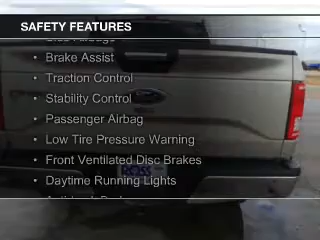 SAFETY FEATURES
• Brake Assist
• Traction Control
• Stability Control
• Passenger Airbag
• Low Tire Pressure Warning
• Front Ventilated Disc Brakes
• Daytime Running Lights